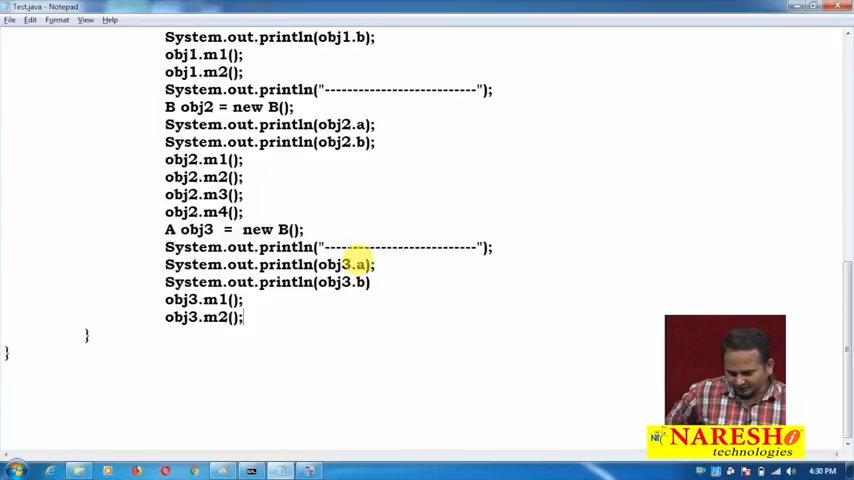 Test.java - Notepad
File Edit Format View Help
System.out.println(obj1.b);
obj1.m1();
obj1.m2();
System.out.println("---------------------------");
B obj2 = new B();
System.out.println(obj2.a);
System.out.println(obj2.b);
obj2.m1();
obj2.m2();
obj2.m3();
obj2.m4();
A obj3 = new B();
System.out.println("---------------------------");
System.out.println(obj3.a);
System.out.println(obj3.b)
obj3.m1();
obj3.m2();
}
}
NARESH i
technologies
4:30 PM